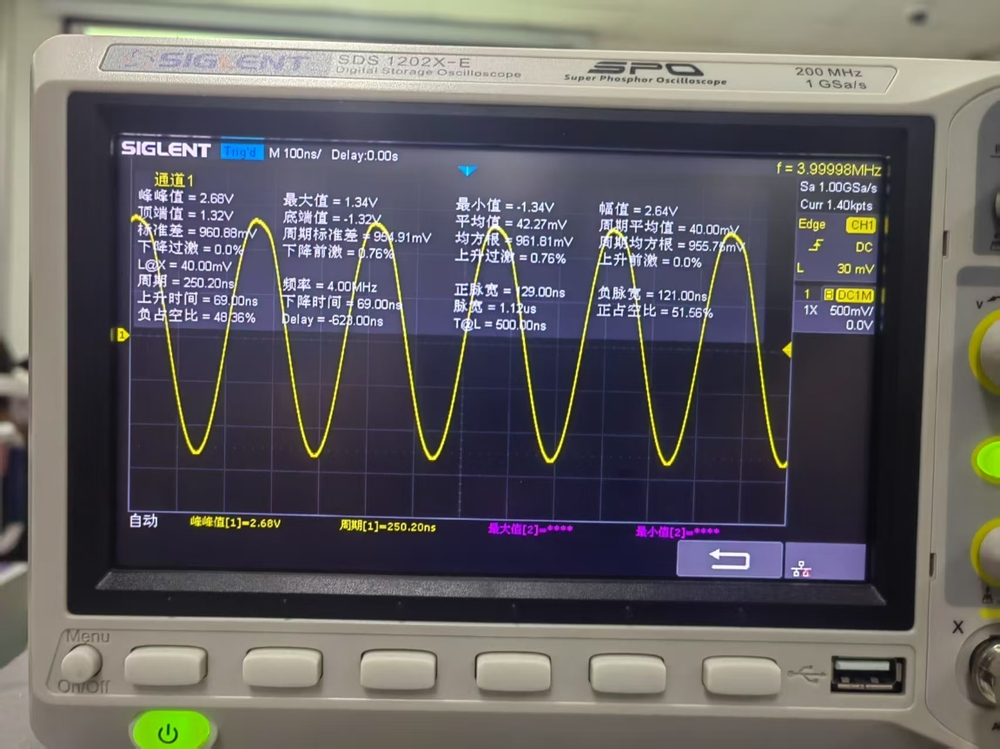 SIGLENT SDS 1202X-E SPO 200 MHz
Digital Storage Oscilloscope Super Phosphor Oscilloscope 1 GSa/s
SIGLENT Trig'd M 100ns/ Delay:0.00s
f = 3.99998MHz
Sa 1.00GSa/s
Curr 1.40kpts
Edge CH1
DC
L 30 mV
1 B DC1M
1X 500mV/
0.0V
通道1
峰峰值 = 2.68V 最大值 = 1.34V 最小值 = -1.34V 幅值 = 2.64V
顶端值 = 1.32V 底端值 = -1.32V 平均值 = 42.27mV 周期平均值 = 40.00mV
标准差 = 960.88mV 周期标准差 = 954.91mV 均方根 = 961.81mV 周期均方根 = 955.75mV
下降过激 = 0.0% 下降前激 = 0.76% 上升过激 = 0.76% 上升前激 = 0.0%
L@X = 40.00mV
周期 = 250.20ns 频率 = 4.00MHz 正脉宽 = 129.00ns 负脉宽 = 121.00ns
上升时间 = 69.00ns 下降时间 = 69.00ns 脉宽 = 1.12us 正占空比 = 51.56%
负占空比 = 48.36% Delay = -623.00ns T@L = 500.00ns
1
自动 峰峰值[1]=2.68V 周期[1]=250.20ns 最大值[2]=**** 最小值[2]=****
Menu
On/Off
V
X